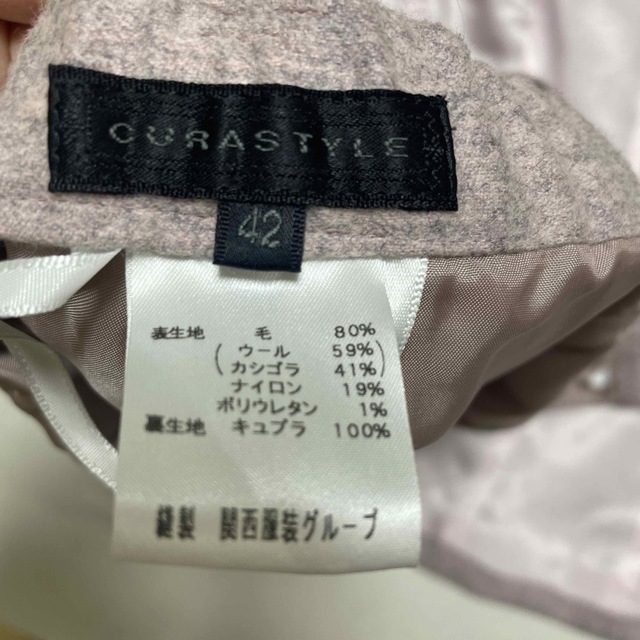 CURASTYLE
42
表生地 毛 80%
(ウール 59%)
(カシゴラ 41%)
ナイロン 19%
ポリウレタン 1%
裏生地 キュプラ 100%
縫製 関西服装グループ